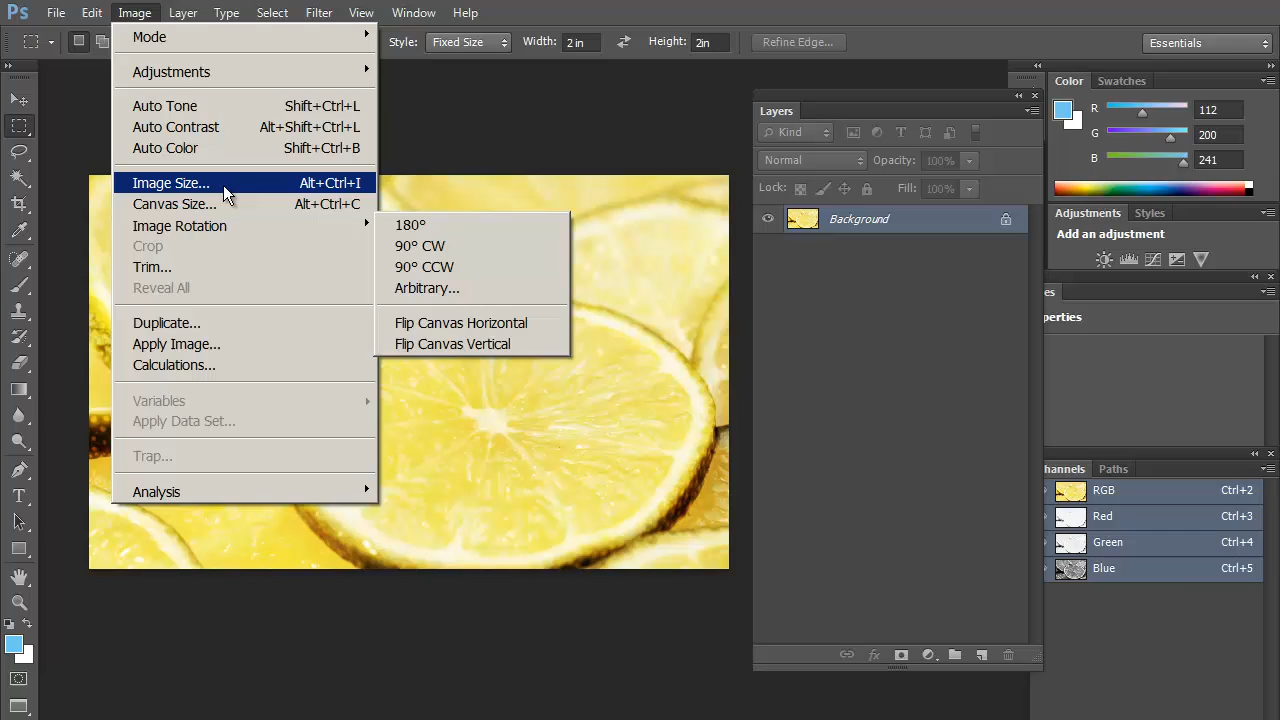 Ps File Edit Image Layer Type Select Filter View Window Help
Style: Fixed Size Width: 2 in Height: 2in Refine Edge... Essentials
Mode
Adjustments
Auto Tone Shift+Ctrl+L
Auto Contrast Alt+Shift+Ctrl+L
Auto Color Shift+Ctrl+B
Image Size... Alt+Ctrl+I
Canvas Size... Alt+Ctrl+C
Image Rotation
Crop
Trim...
Reveal All
Duplicate...
Apply Image...
Calculations...
Variables
Apply Data Set...
Trap...
Analysis
180°
90° CW
90° CCW
Arbitrary...
Flip Canvas Horizontal
Flip Canvas Vertical
Layers
Kind
Normal Opacity: 100%
Lock: Fill: 100%
Background
fx
Color Swatches
R 112
G 200
B 241
Adjustments Styles
Add an adjustment
es
operties
hannels Paths
RGB Ctrl+2
Red Ctrl+3
Green Ctrl+4
Blue Ctrl+5